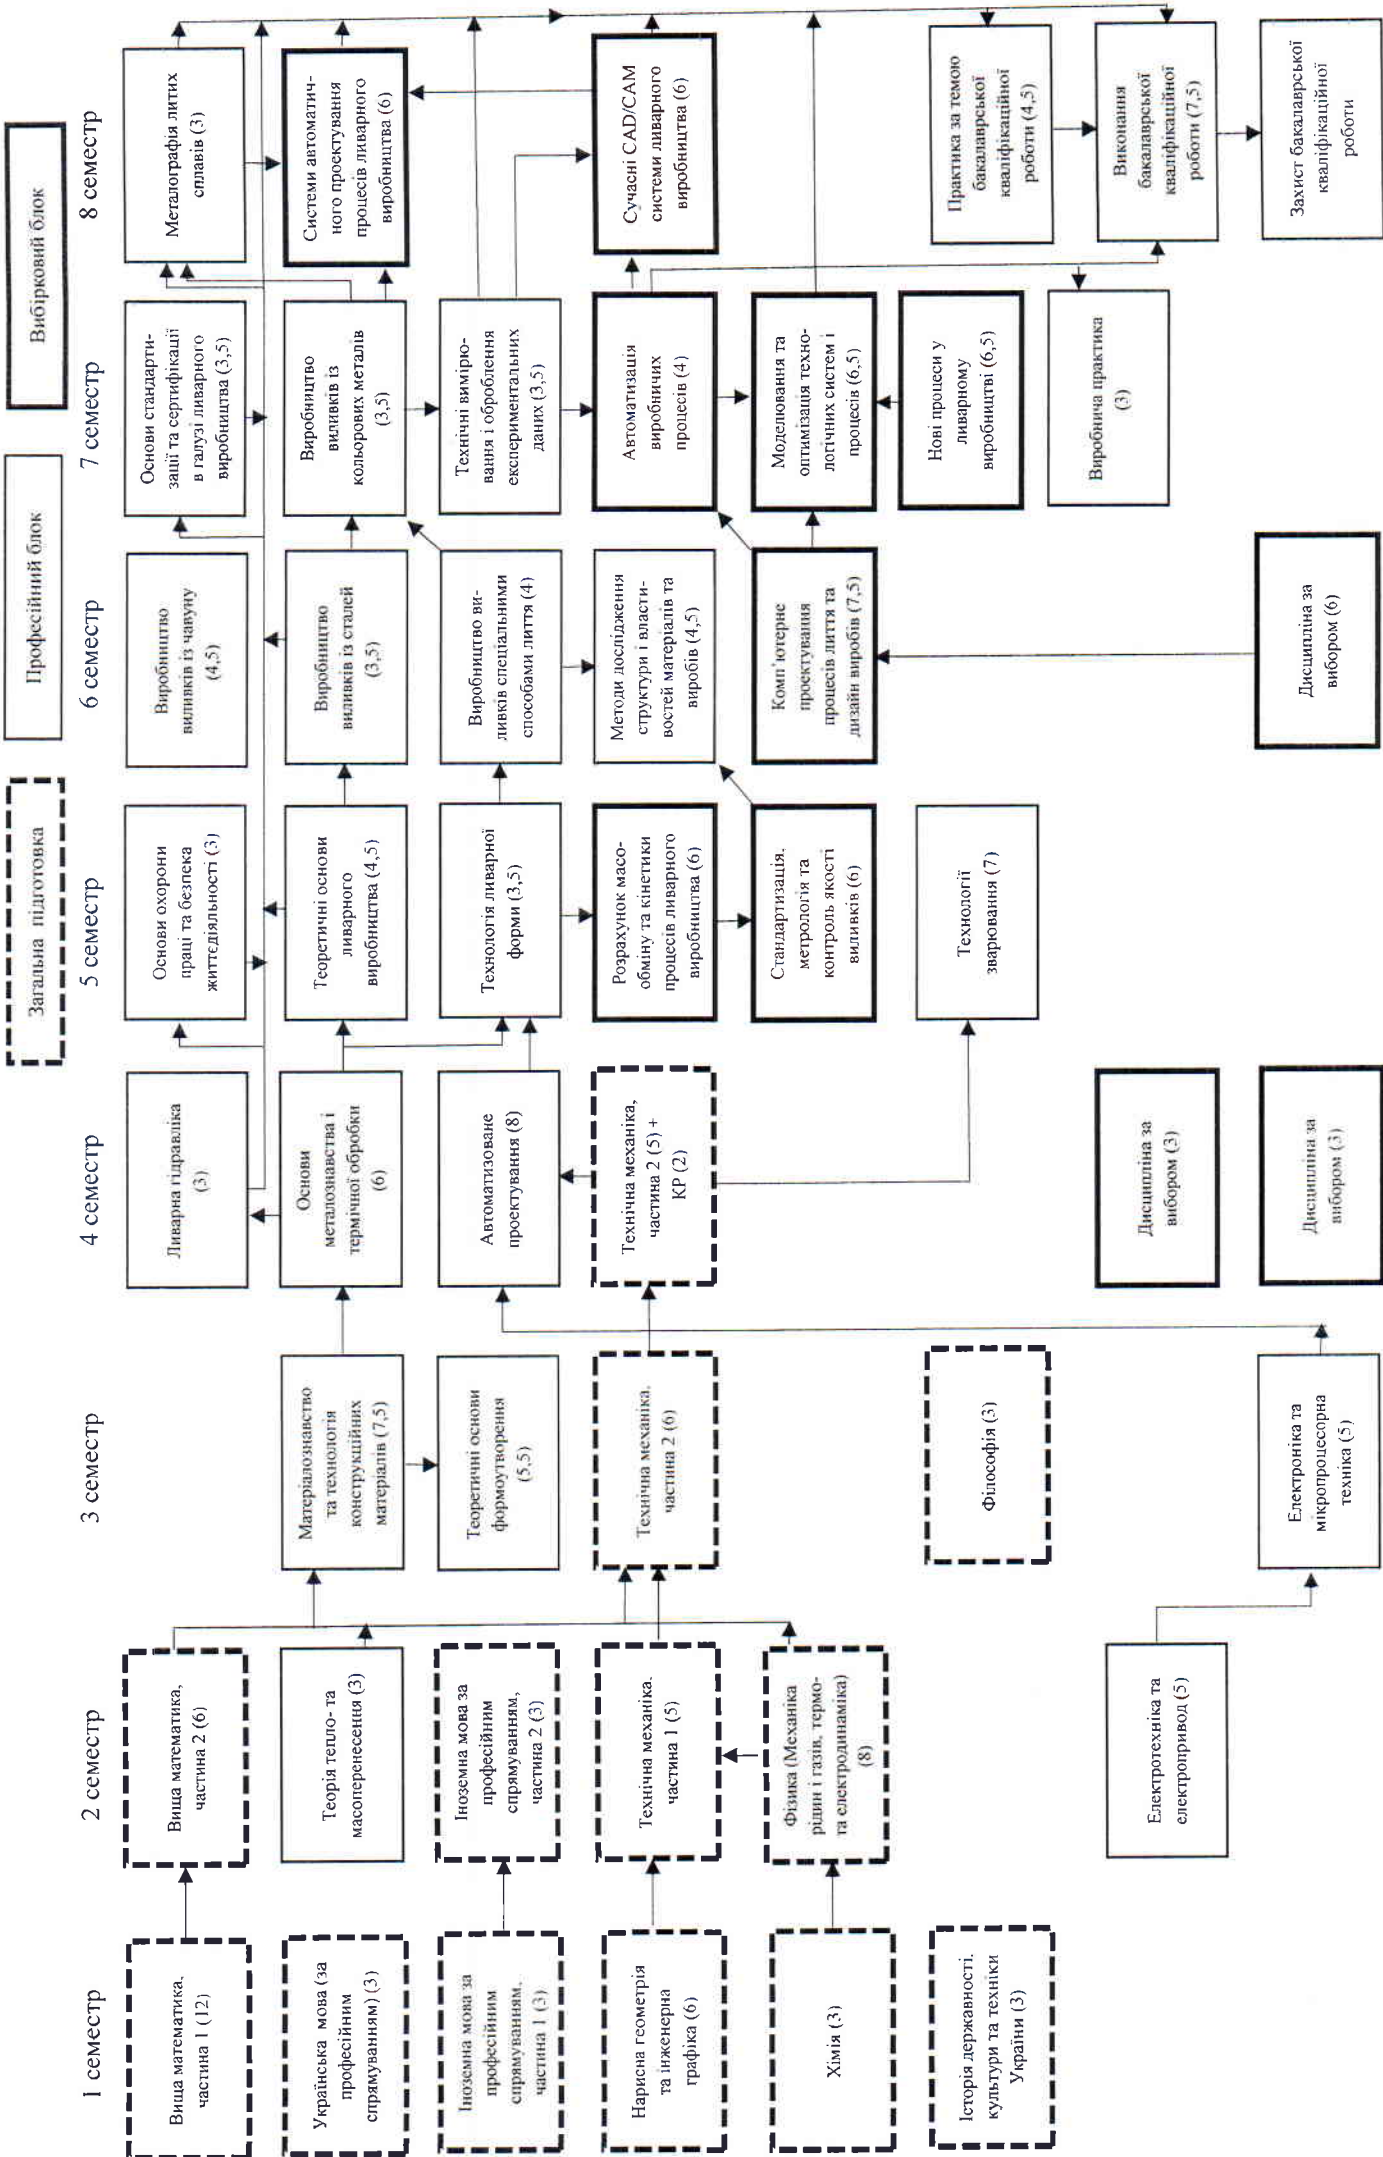 Загальна підготовка
Професійний блок
Вибірковий блок
1 семестр
2 семестр
3 семестр
4 семестр
5 семестр
6 семестр
7 семестр
8 семестр
Вища математика.
частина 1 (12)
Українська мова (за
професійним
спрямуванням) (3)
Іноземна мова за
професійним
спрямуванням.
частина 1 (3)
Нарисна геометрія
та інженерна
графіка (6)
Хімія (3)
Історія державності.
культури та техніки
України (3)
Вища математика,
частина 2 (6)
Теорія тепло- та
масоперенесення (3)
Іноземна мова за
професійним
спрямуванням,
частина 2 (3)
Технічна механіка.
частина 1 (5)
Фізика (Механіка
рідин і газів. термо-
та електродинаміка)
(8)
Електротехніка та
електропривод (5)
Матеріалознавство
та технологія
конструкційних
матеріалів (7,5)
Теоретичні основи
формоутворення
(5,5)
Технічна механіка.
частина 2 (6)
Філософія (3)
Електроніка та
мікропроцесорна
техніка (5)
Ливарна гідравліка
(3)
Основи
металознавства і
термічної обробки
(6)
Автоматизоване
проектування (8)
Технічна механіка,
частина 2 (5) +
КР (2)
Дисципліна за
вибором (3)
Дисципліна за
вибором (3)
Основи охорони
праці та безпека
життєдіяльності (3)
Теоретичні основи
ливарного
виробництва (4,5)
Технологія ливарної
форми (3,5)
Розрахунок масо-
обміну та кінетики
процесів ливарного
виробництва (6)
Стандартизація.
метрологія та
контроль якості
виливків (6)
Технології
зварювання (7)
Виробництво
виливків із чавуну
(4,5)
Виробництво
виливків із сталей
(3,5)
Виробництво ви-
ливків спеціальними
способами лиття (4)
Методи дослідження
структури і власти-
востей матеріалів та
виробів (4,5)
Комп'ютерне
проектування
процесів лиття та
дизайн виробів (7,5)
Дисципліна за
вибором (6)
Основи стандарти-
зації та сертифікації
в галузі ливарного
виробництва (3,5)
Виробництво
виливків із
кольорових металів
(3,5)
Технічні вимірю-
вання і оброблення
експериментальних
даних (3,5)
Автоматизація
виробничих
процесів (4)
Моделювання та
оптимізація техно-
логічних систем і
процесів (6,5)
Нові процеси у
ливарному
виробництві (6,5)
Виробнича практика
(3)
Металографія литих
сплавів (3)
Системи автоматич-
ного проектування
процесів ливарного
виробництва (6)
Сучасні CAD/CAM
системи ливарного
виробництва (6)
Практика за темою
бакалаврської
кваліфікаційної
роботи (4,5)
Виконання
бакалаврської
кваліфікаційної
роботи (7,5)
Захист бакалаврської
кваліфікаційної
роботи